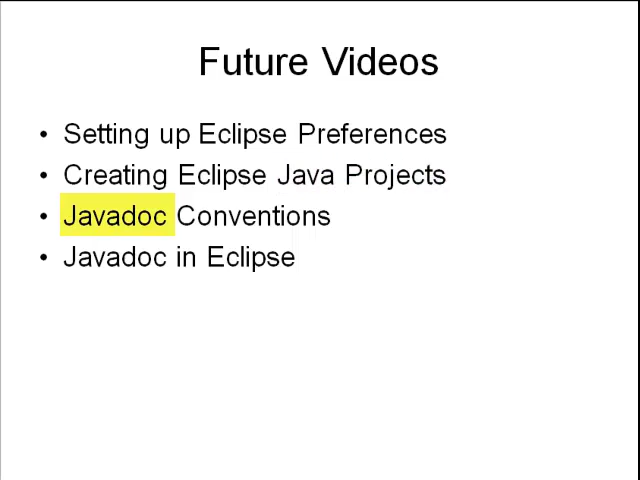 Future Videos
• Setting up Eclipse Preferences
• Creating Eclipse Java Projects
• Javadoc Conventions
• Javadoc in Eclipse